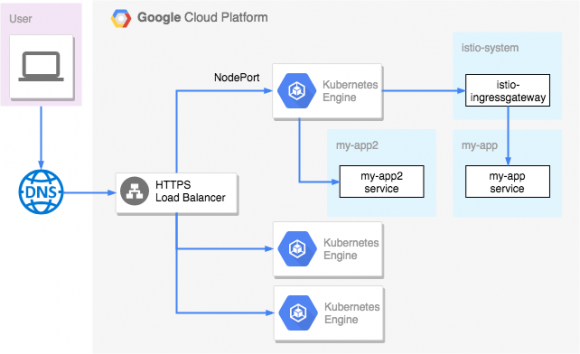 User
Google Cloud Platform
istio-system
NodePort
Kubernetes
Engine
istio-
ingressgateway
my-app2
my-app
my-app2
service
my-app
service
DNS
HTTPS
Load Balancer
Kubernetes
Engine
Kubernetes
Engine